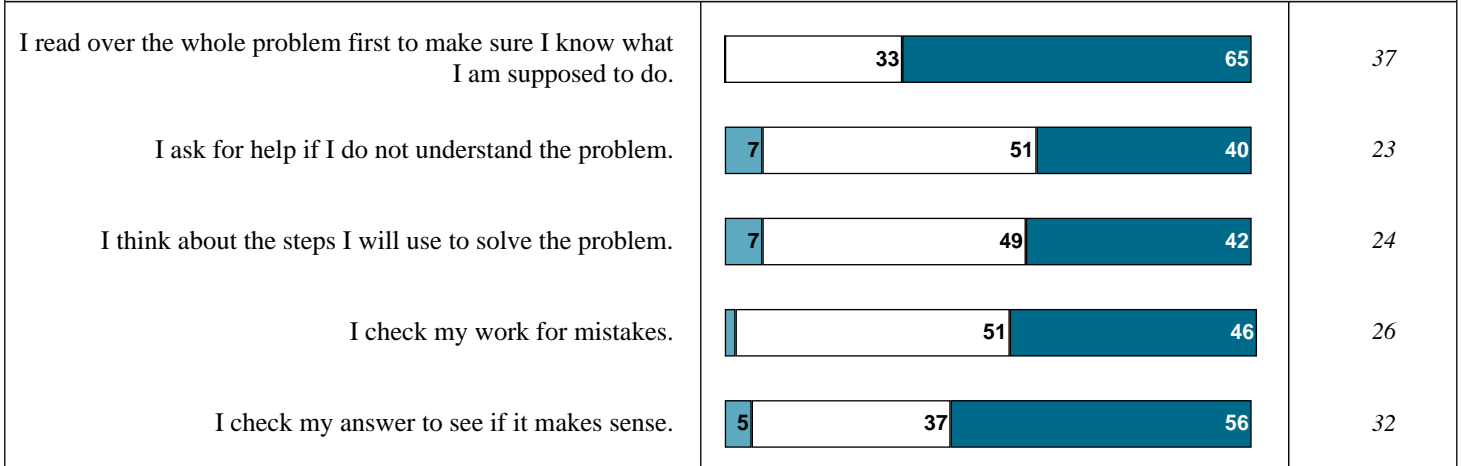 I read over the whole problem first to make sure I know what
I am supposed to do.
33 65 37
I ask for help if I do not understand the problem.
7 51 40 23
I think about the steps I will use to solve the problem.
7 49 42 24
I check my work for mistakes.
51 46 26
I check my answer to see if it makes sense.
5 37 56 32